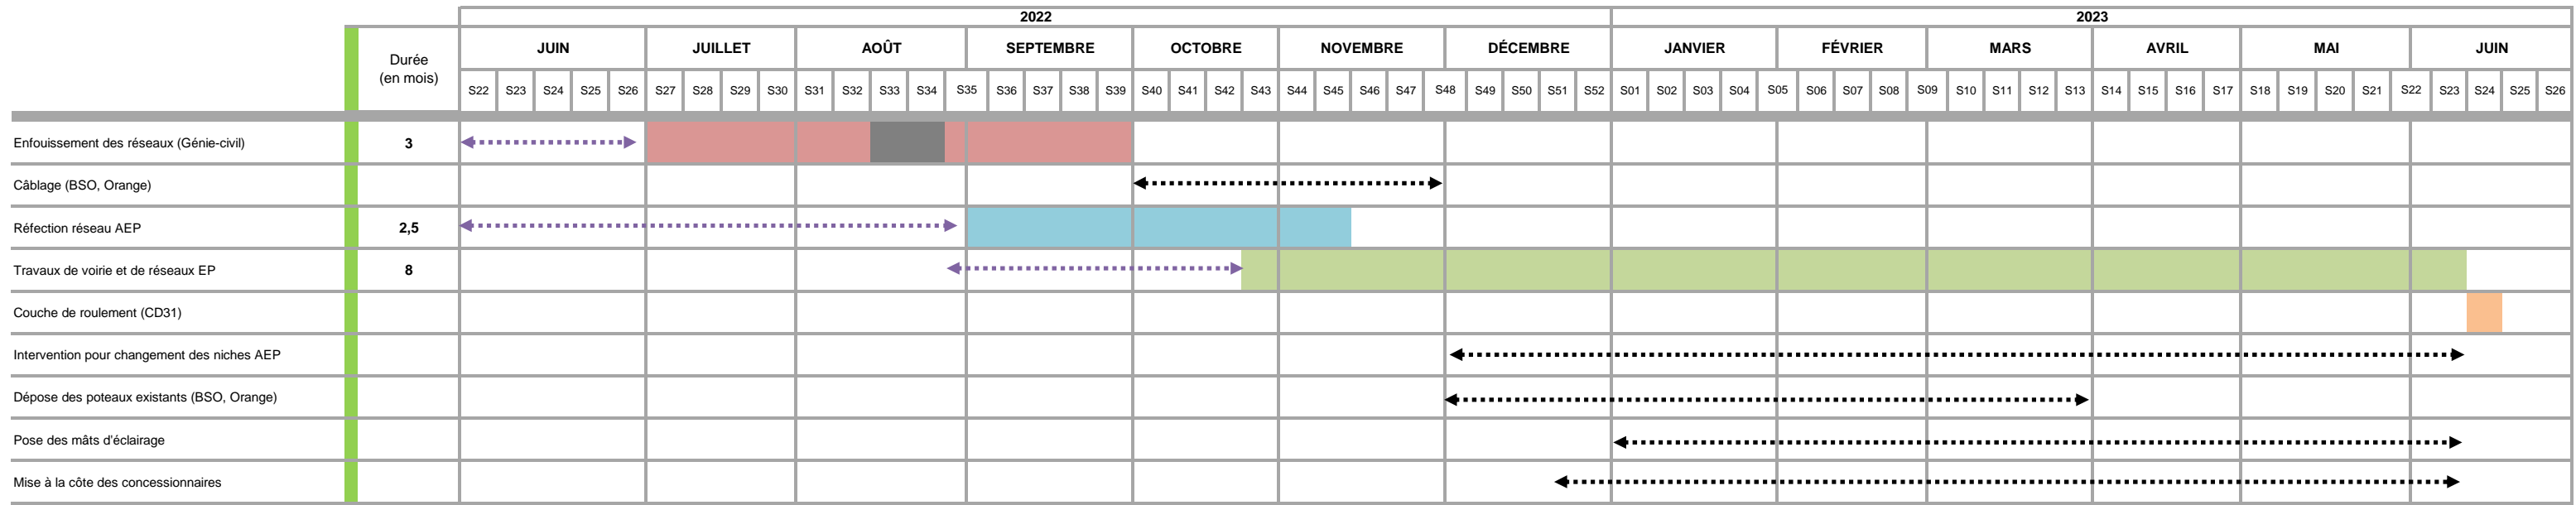 2022 2023
Durée
(en mois)
JUIN JUILLET AOÛT SEPTEMBRE OCTOBRE NOVEMBRE DÉCEMBRE JANVIER FÉVRIER MARS AVRIL MAI JUIN
S22 S23 S24 S25 S26 S27 S28 S29 S30 S31 S32 S33 S34 S35 S36 S37 S38 S39 S40 S41 S42 S43 S44 S45 S46 S47 S48 S49 S50 S51 S52 S01 S02 S03 S04 S05 S06 S07 S08 S09 S10 S11 S12 S13 S14 S15 S16 S17 S18 S19 S20 S21 S22 S23 S24 S25 S26
Enfouissement des réseaux (Génie-civil) 3
Câblage (BSO, Orange)
Réfection réseau AEP 2,5
Travaux de voirie et de réseaux EP 8
Couche de roulement (CD31)
Intervention pour changement des niches AEP
Dépose des poteaux existants (BSO, Orange)
Pose des mâts d'éclairage
Mise à la côte des concessionnaires